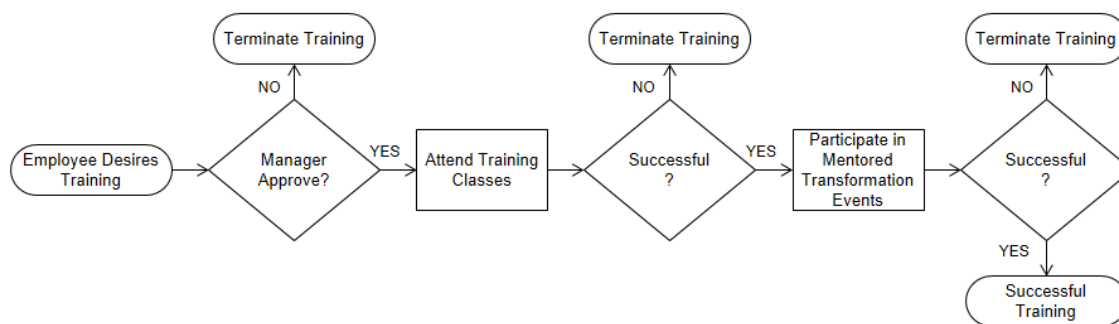 Terminate Training
Terminate Training
Terminate Training
NO
NO
NO
Employee Desires
Training
Manager
Approve?
YES
Attend Training
Classes
Successful
?
YES
Participate in
Mentored
Transformation
Events
Successful
?
YES
Successful
Training